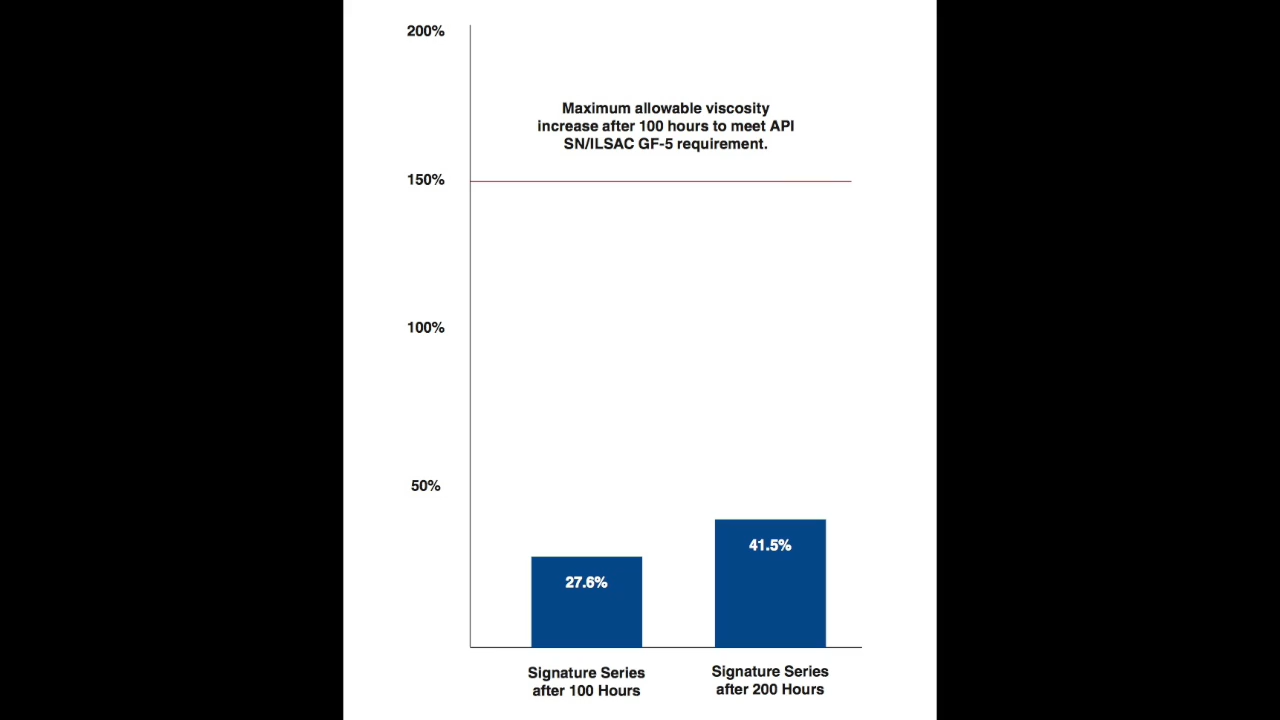 200%
Maximum allowable viscosity
increase after 100 hours to meet API
SN/ILSAC GF-5 requirement.
150%
100%
50%
41.5%
27.6%
Signature Series
after 100 Hours
Signature Series
after 200 Hours